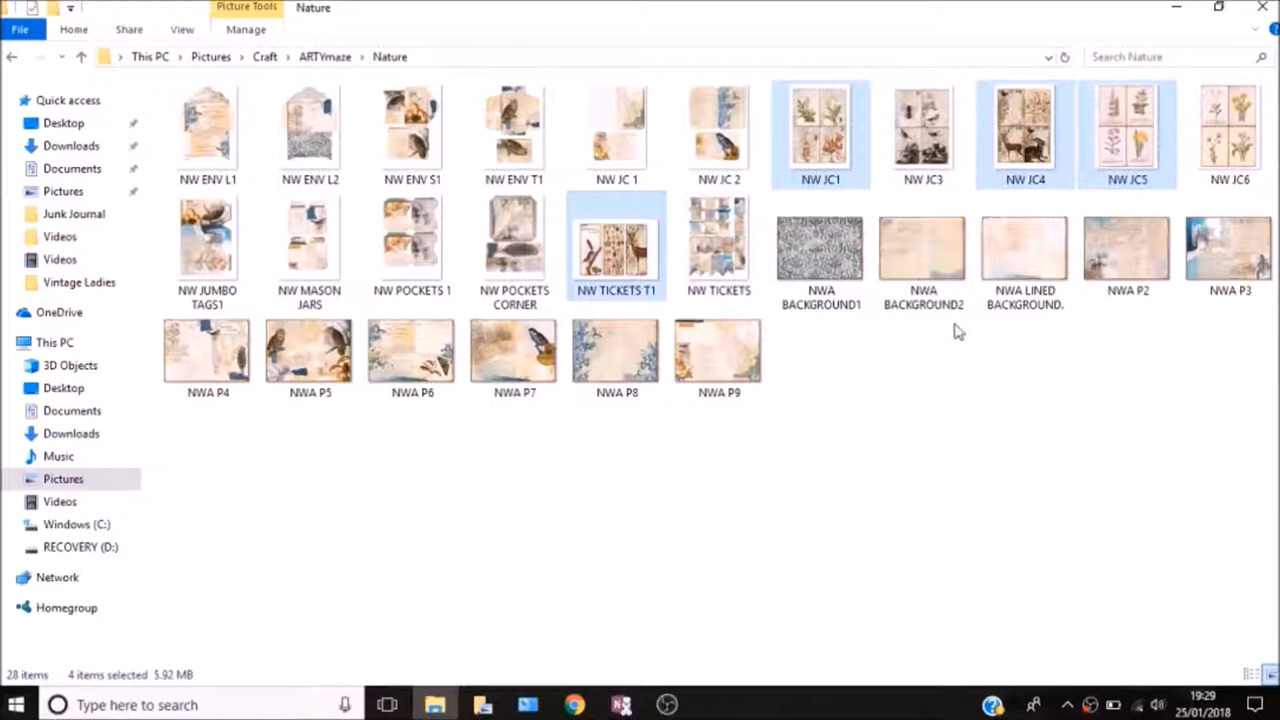 Picture Tools Nature
File Home Share View Manage
This PC Pictures Craft ARTYmaze Nature Search Nature
Quick access
Desktop
Downloads
Documents
Pictures
Junk Journal
Videos
Videos
Vintage Ladies
OneDrive
This PC
3D Objects
Desktop
Documents
Downloads
Music
Pictures
Videos
Windows (C:)
RECOVERY (D:)
Network
Homegroup
NW ENV L1 NW ENV L2 NW ENV S1 NW ENV T1 NW JC 1 NW JC 2 NW JC1 NW JC3 NW JC4 NW JC5 NW JC6
NW JUMBO TAGS1 NW MASON JARS NW POCKETS 1 NW POCKETS CORNER NW TICKETS T1 NW TICKETS NWA BACKGROUND1 NWA BACKGROUND2 NWA LINED BACKGROUND. NWA P2 NWA P3
NWA P4 NWA P5 NWA P6 NWA P7 NWA P8 NWA P9
28 items 4 items selected 5.92 MB
Type here to search
19:29
25/01/2018